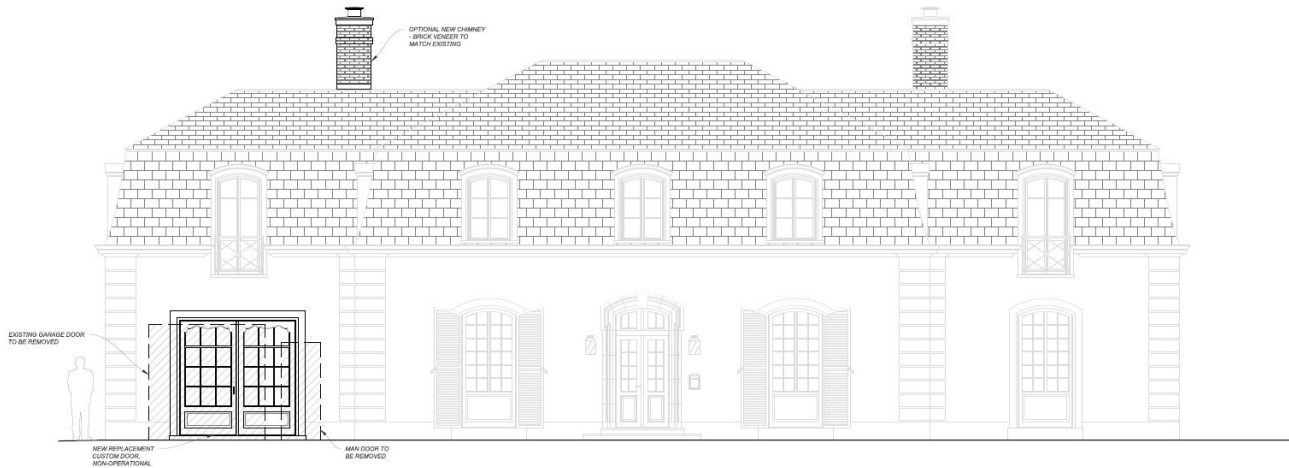 OPTIONAL NEW CHIMNEY
- BRICK VENEER TO
MATCH EXISTING
EXISTING GARAGE DOOR
TO BE REMOVED
NEW REPLACEMENT
CUSTOM DOOR,
NON-OPERATIONAL
MAN DOOR TO
BE REMOVED